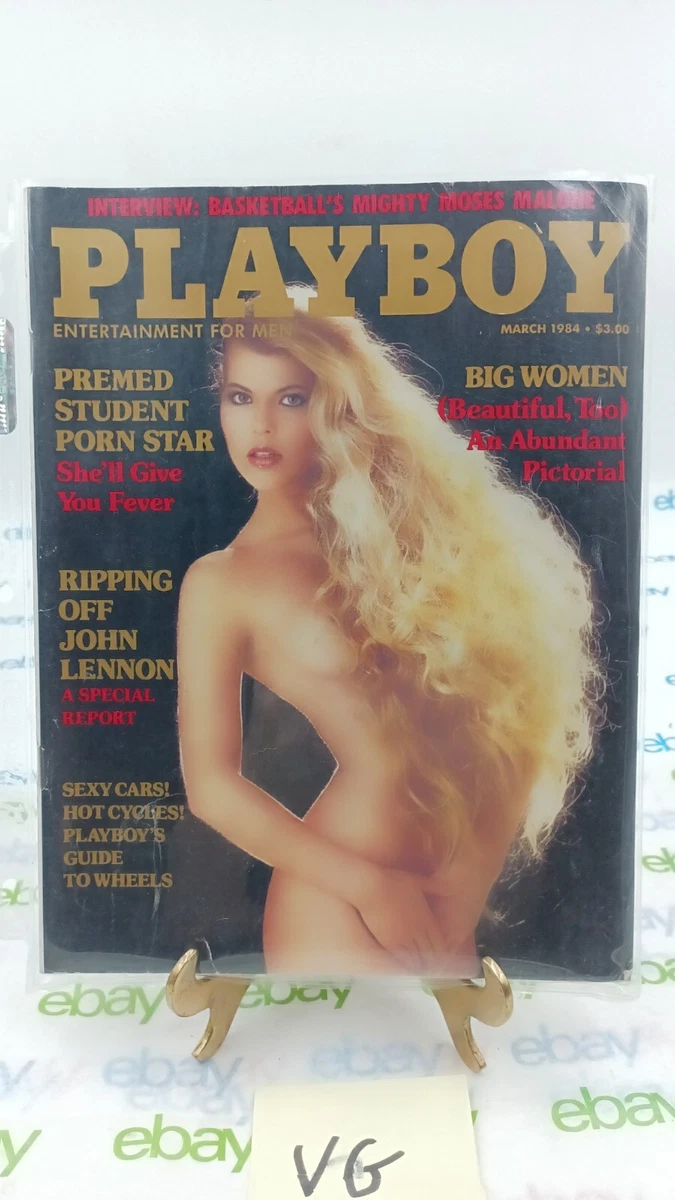 INTERVIEW: BASKETBALL'S MIGHTY MOSES MALONE
PLAYBOY
ENTERTAINMENT FOR MEN
MARCH 1984 • $3.00
PREMED
STUDENT
PORN STAR
She'll Give
You Fever
BIG WOMEN
(Beautiful, Too)
An Abundant
Pictorial
RIPPING
OFF
JOHN
LENNON
A SPECIAL
REPORT
SEXY CARS!
HOT CYCLES!
PLAYBOY'S
GUIDE
TO WHEELS
ebay ebay
ebay ebay
ebay ebay
VG